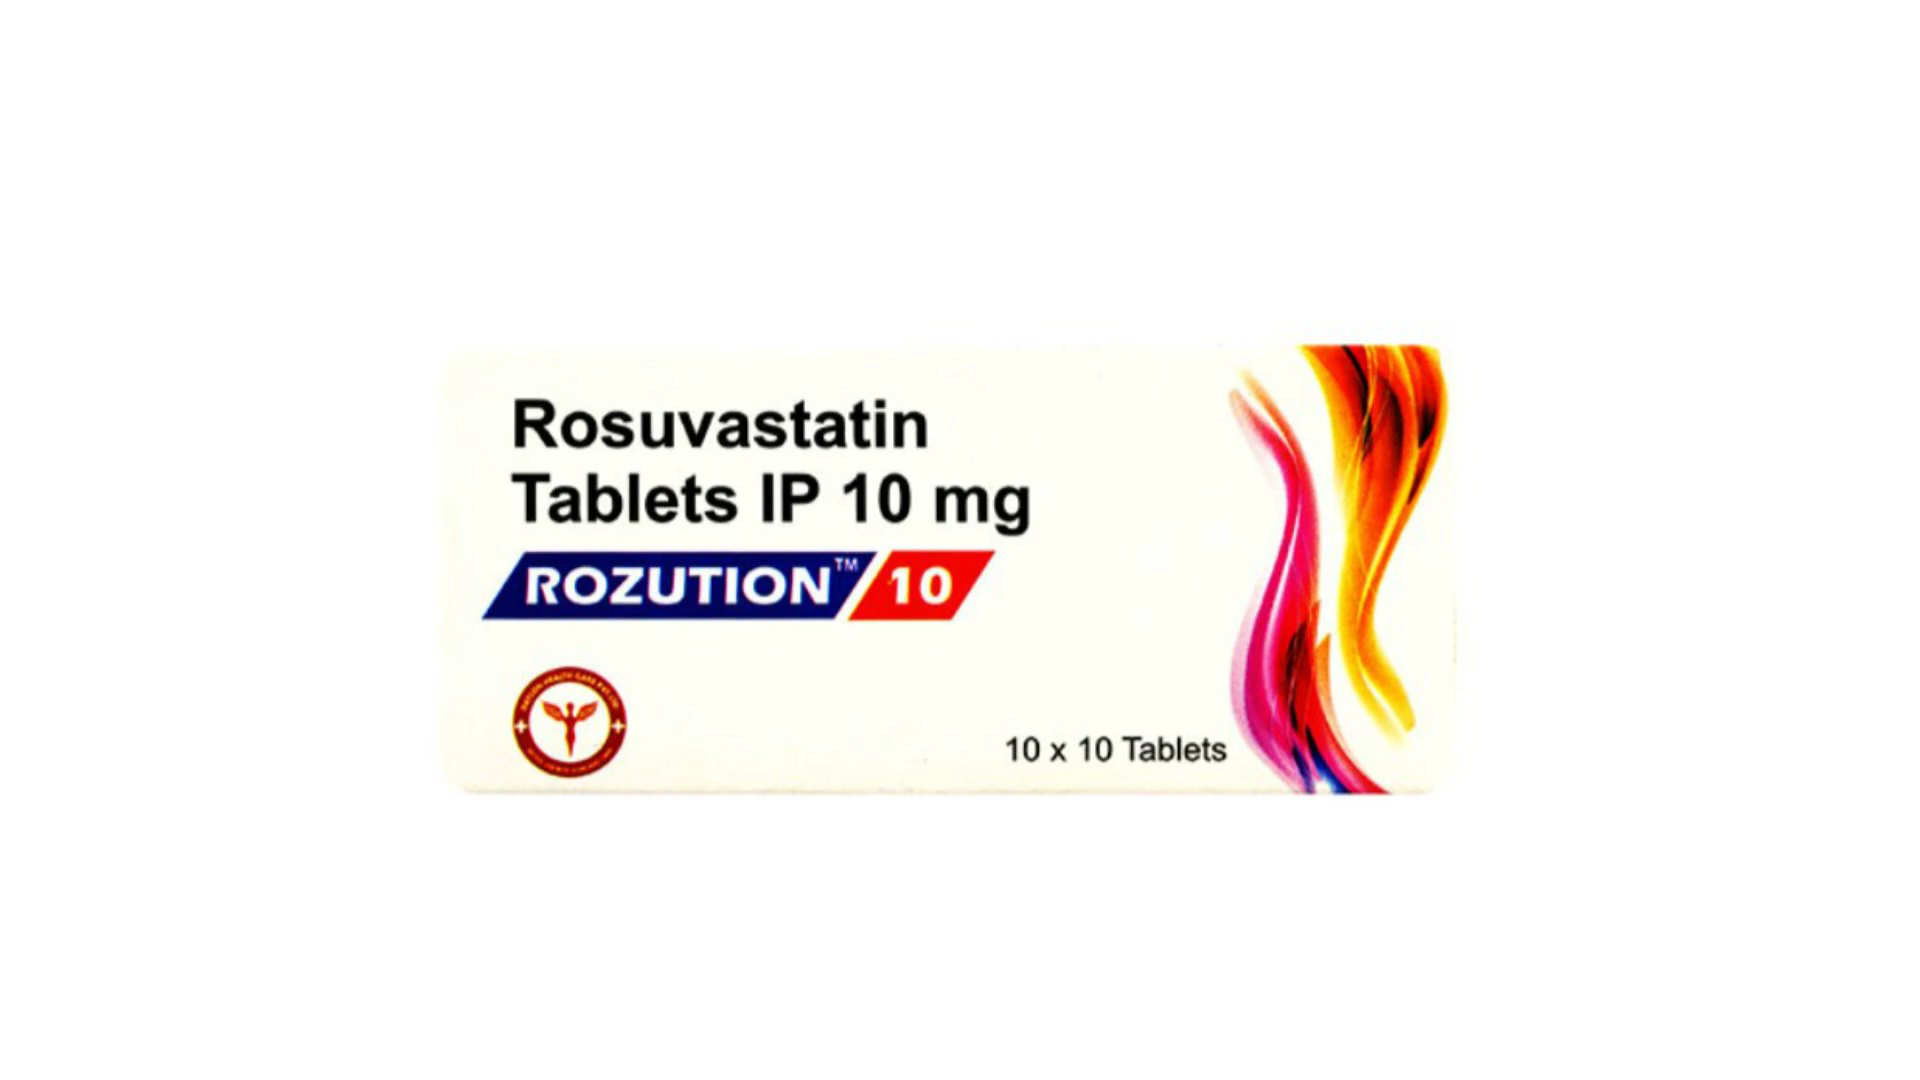 Rosuvastatin
Tablets IP 10 mg
ROZUTION™ 10
10 x 10 Tablets